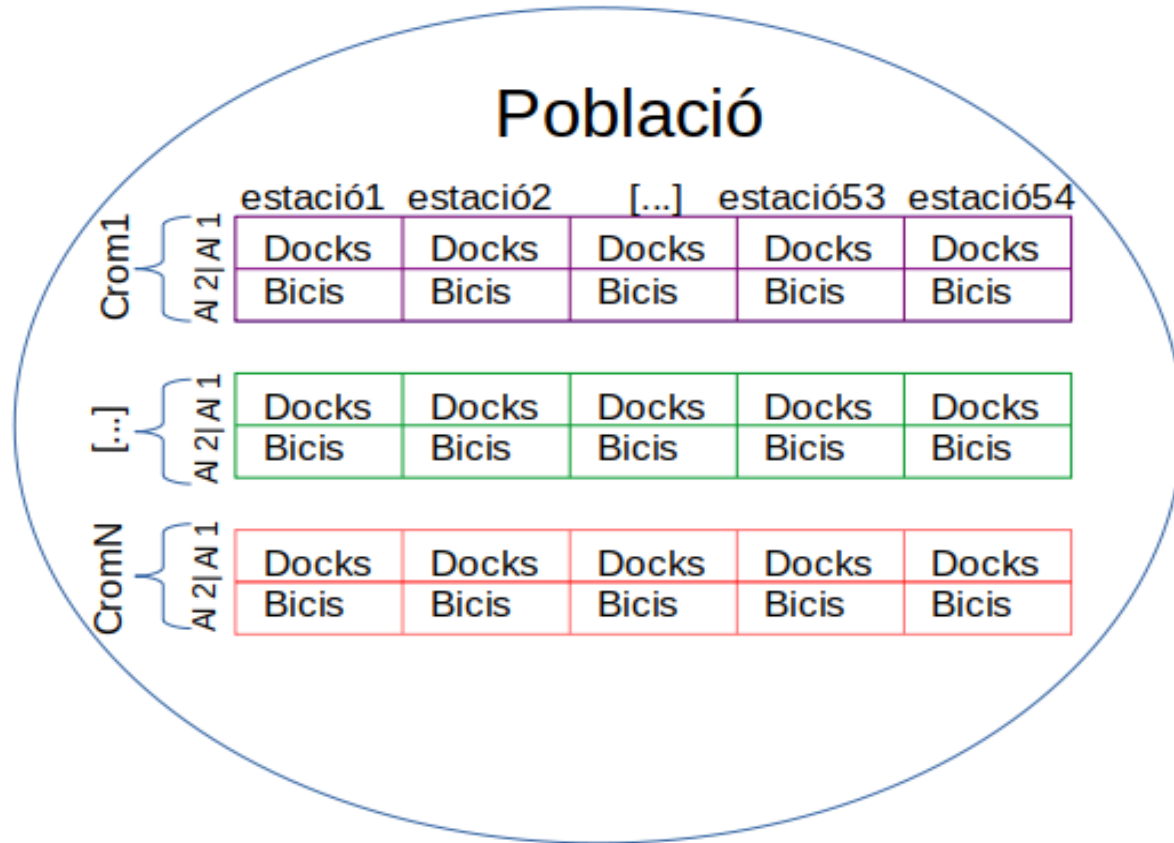 Població
estació1 estació2 [...] estació53 estació54
Crom1
Al 2| Al 1
Docks Docks Docks Docks Docks
Bicis Bicis Bicis Bicis Bicis
[...]
Al 2| Al 1
Docks Docks Docks Docks Docks
Bicis Bicis Bicis Bicis Bicis
CromN
Al 2| Al 1
Docks Docks Docks Docks Docks
Bicis Bicis Bicis Bicis Bicis